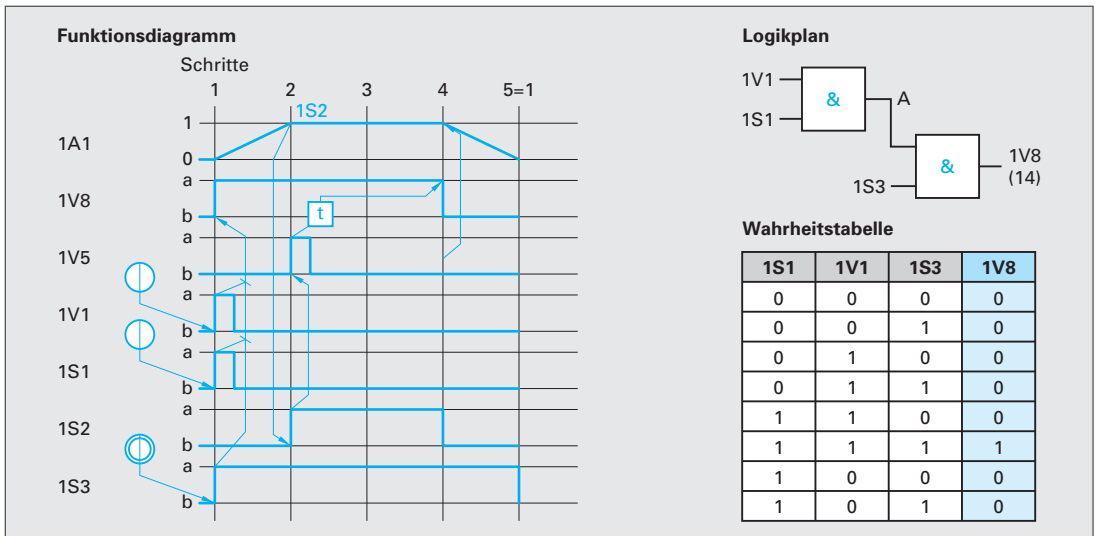 Funktionsdiagramm
Schritte
1 2 3 4 5=1
1S2
1A1
1
0
1V8
a
b
t
1V5
a
b
1V1
a
b
1S1
a
b
1S2
a
b
1S3
a
b
Logikplan
1V1
&
A
1S1
&
1V8
(14)
1S3
Wahrheitstabelle
1S1 1V1 1S3 1V8
0 0 0 0
0 0 1 0
0 1 0 0
0 1 1 0
1 1 0 0
1 1 1 1
1 0 0 0
1 0 1 0